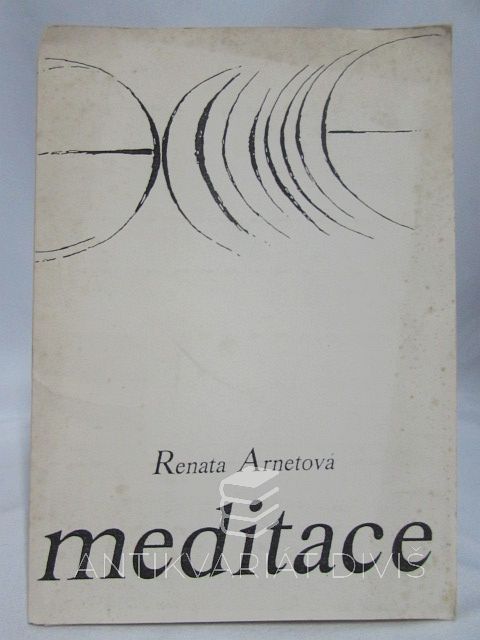 Renata Arnetová
meditace
ANTIKVARIÁT DIVIŠ